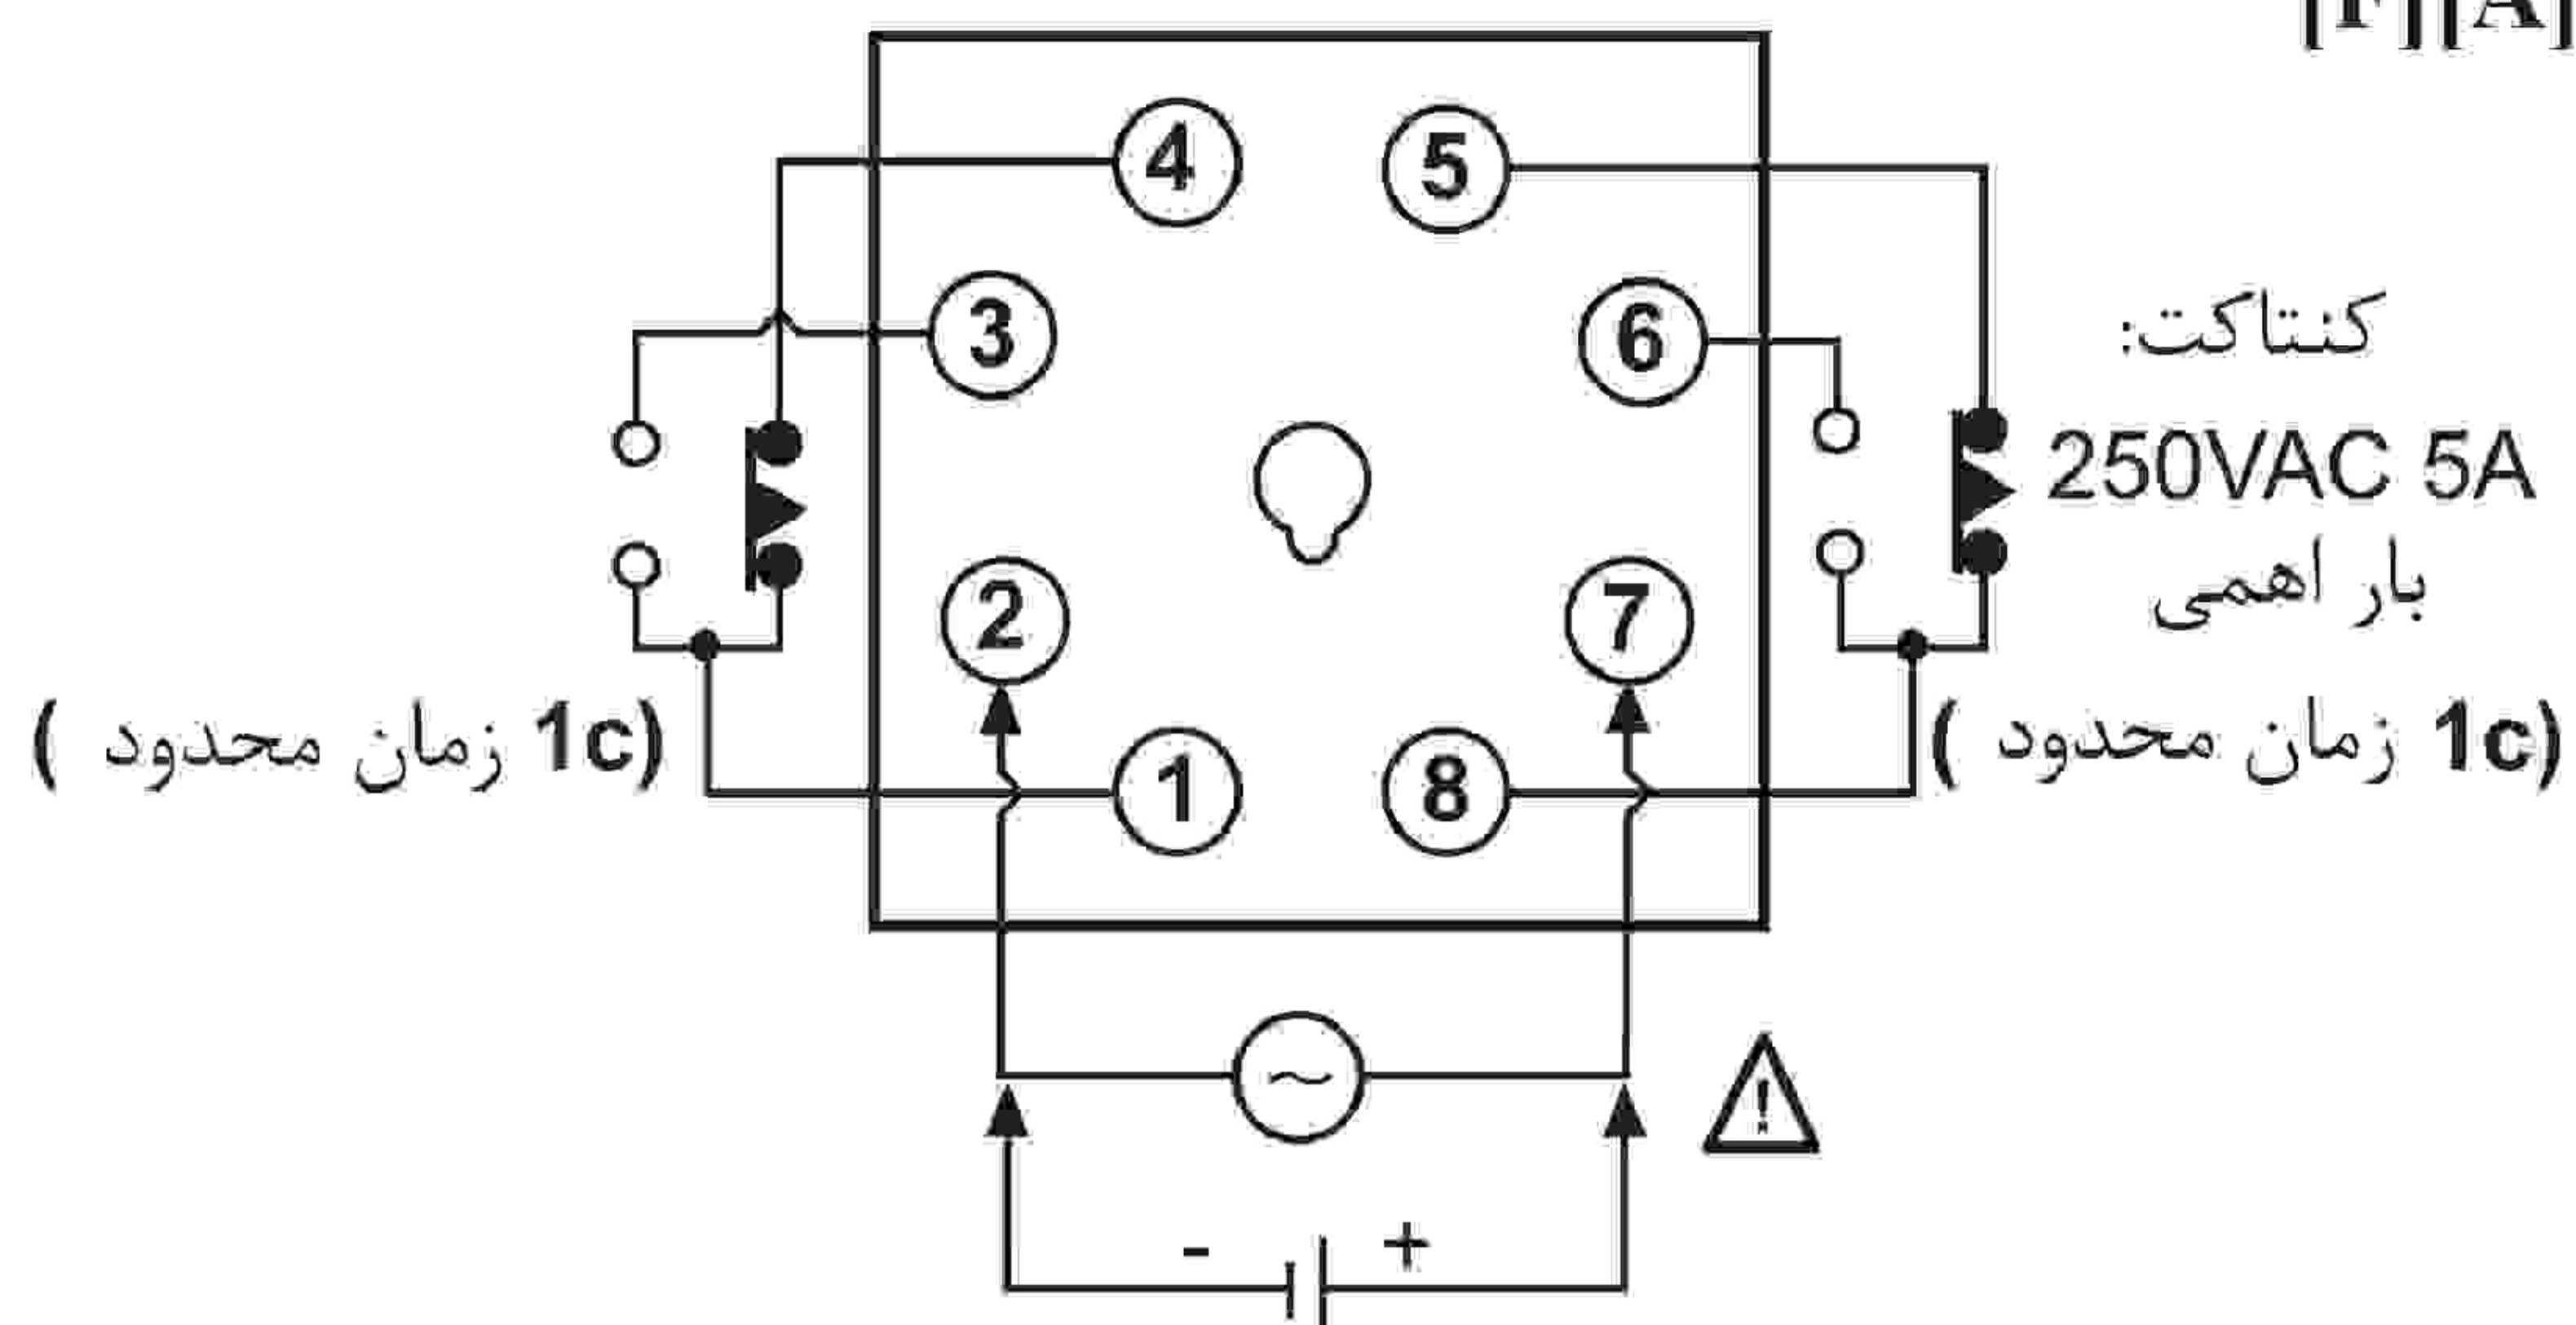 [F][A]
4
5
3
6
کنتاکت:
250VAC 5A
بار اهمی
2
7
(1c زمان محدود )
(1c زمان محدود )
1
8
~
!
- +